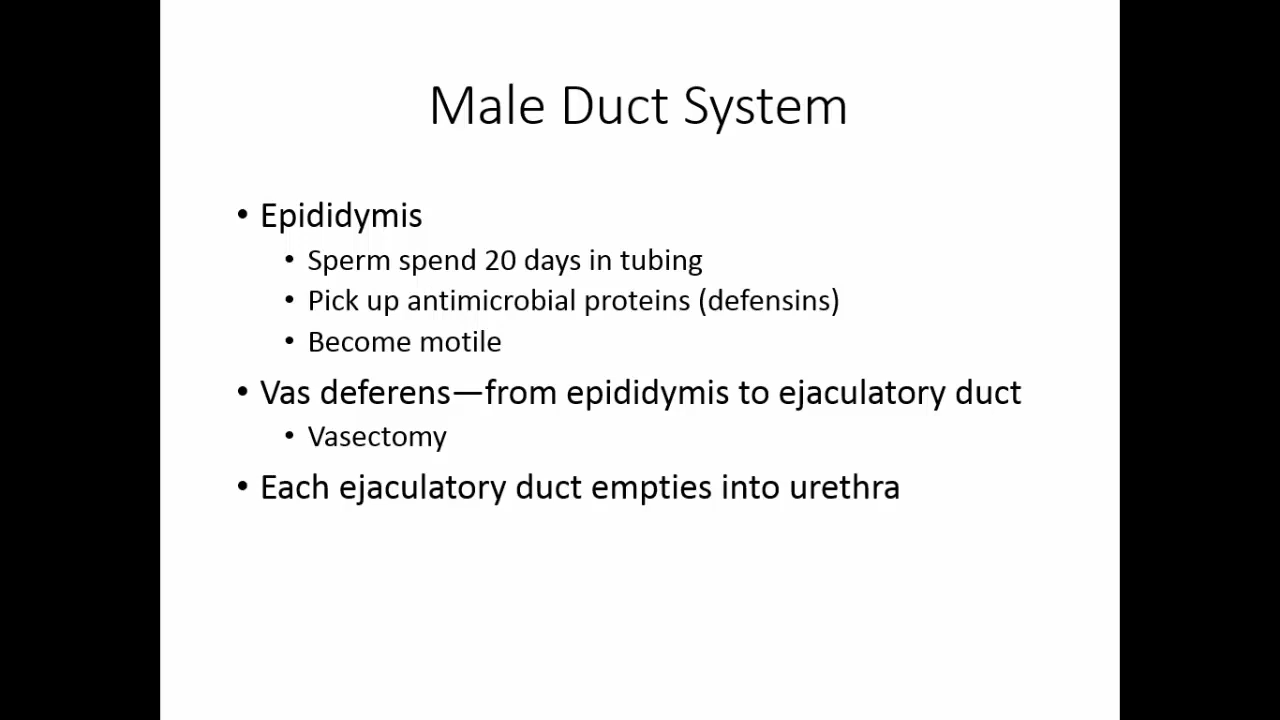 Male Duct System
• Epididymis
• Sperm spend 20 days in tubing
• Pick up antimicrobial proteins (defensins)
• Become motile
• Vas deferens—from epididymis to ejaculatory duct
• Vasectomy
• Each ejaculatory duct empties into urethra